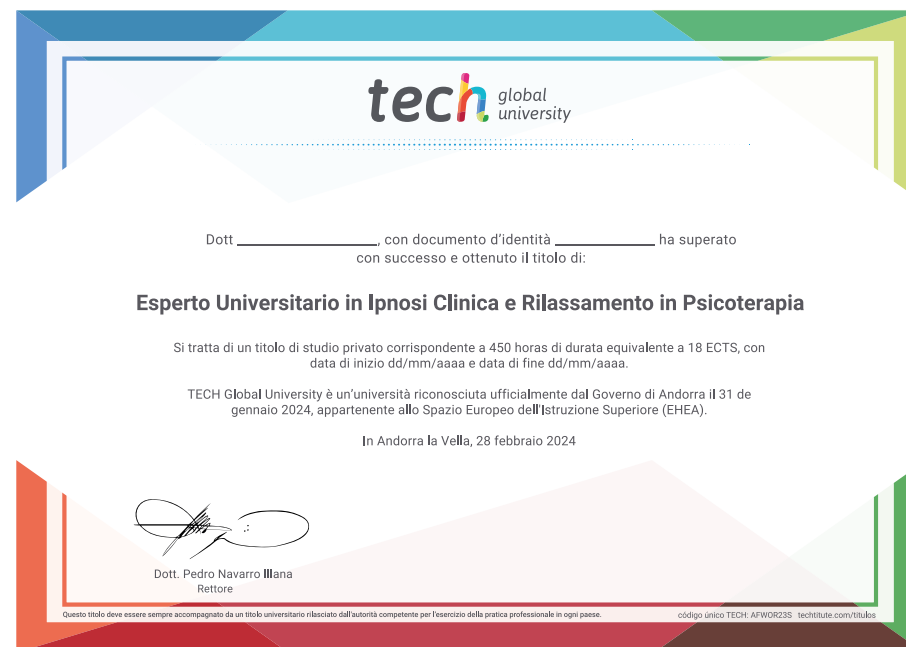 tech global
university
Dott ____________________, con documento d'identità __________________ ha superato
con successo e ottenuto il titolo di:
Esperto Universitario in Ipnosi Clinica e Rilassamento in Psicoterapia
Si tratta di un titolo di studio privato corrispondente a 450 horas di durata equivalente a 18 ECTS, con
data di inizio dd/mm/aaaa e data di fine dd/mm/aaaa.
TECH Global University è un'università riconosciuta ufficialmente dal Governo di Andorra il 31 de
gennaio 2024, appartenente allo Spazio Europeo dell'Istruzione Superiore (EHEA).
In Andorra la Vella, 28 febbraio 2024
Dott. Pedro Navarro Illana
Rettore
Questo titolo deve essere sempre accompagnato da un titolo universitario rilasciato dall'autorità competente per l'esercizio della pratica professionale in ogni paese.
código único TECH: AFWOR23S techtitute.com/titulos